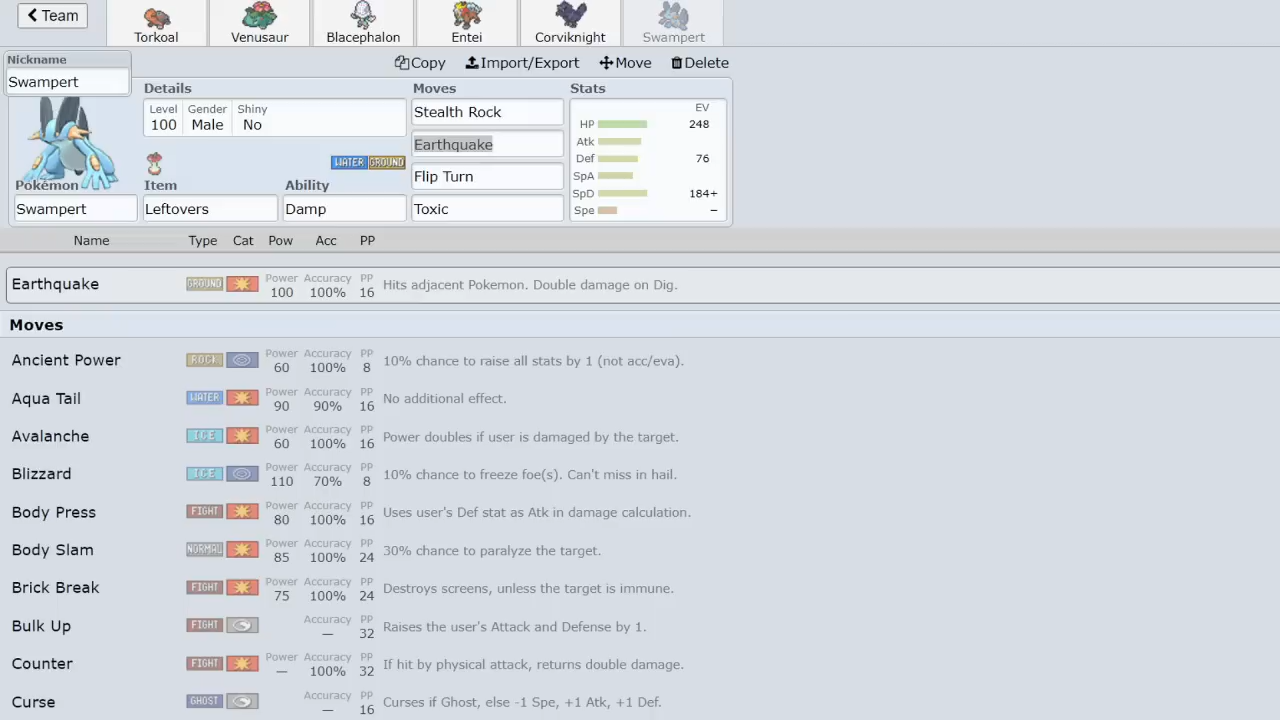 Team
Torkoal
Venusaur
Blacephalon
Entei
Corviknight
Swampert
Nickname
Swampert
Copy
Import/Export
Move
Delete
Details
Moves
Stats
Level
Gender
Shiny
100
Male
No
Stealth Rock
Earthquake
Flip Turn
Toxic
EV
HP 248
Atk
Def 76
SpA
SpD 184+
Spe –
WATER GROUND
Pokémon
Item
Ability
Swampert
Leftovers
Damp
Name Type Cat Pow Acc PP
Earthquake GROUND Power 100 Accuracy 100% PP 16 Hits adjacent Pokemon. Double damage on Dig.
Moves
Ancient Power ROCK Power 60 Accuracy 100% PP 8 10% chance to raise all stats by 1 (not acc/eva).
Aqua Tail WATER Power 90 Accuracy 90% PP 16 No additional effect.
Avalanche ICE Power 60 Accuracy 100% PP 16 Power doubles if user is damaged by the target.
Blizzard ICE Power 110 Accuracy 70% PP 8 10% chance to freeze foe(s). Can't miss in hail.
Body Press FIGHT Power 80 Accuracy 100% PP 16 Uses user's Def stat as Atk in damage calculation.
Body Slam NORMAL Power 85 Accuracy 100% PP 24 30% chance to paralyze the target.
Brick Break FIGHT Power 75 Accuracy 100% PP 24 Destroys screens, unless the target is immune.
Bulk Up FIGHT Accuracy — PP 32 Raises the user's Attack and Defense by 1.
Counter FIGHT Power — Accuracy 100% PP 32 If hit by physical attack, returns double damage.
Curse GHOST Accuracy — PP 16 Curses if Ghost, else -1 Spe, +1 Atk, +1 Def.